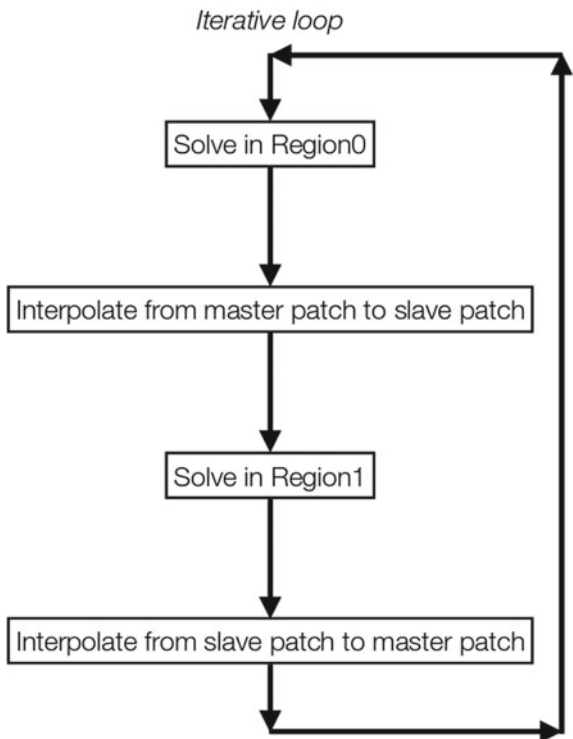 Iterative loop
Solve in Region0
Interpolate from master patch to slave patch
Solve in Region1
Interpolate from slave patch to master patch